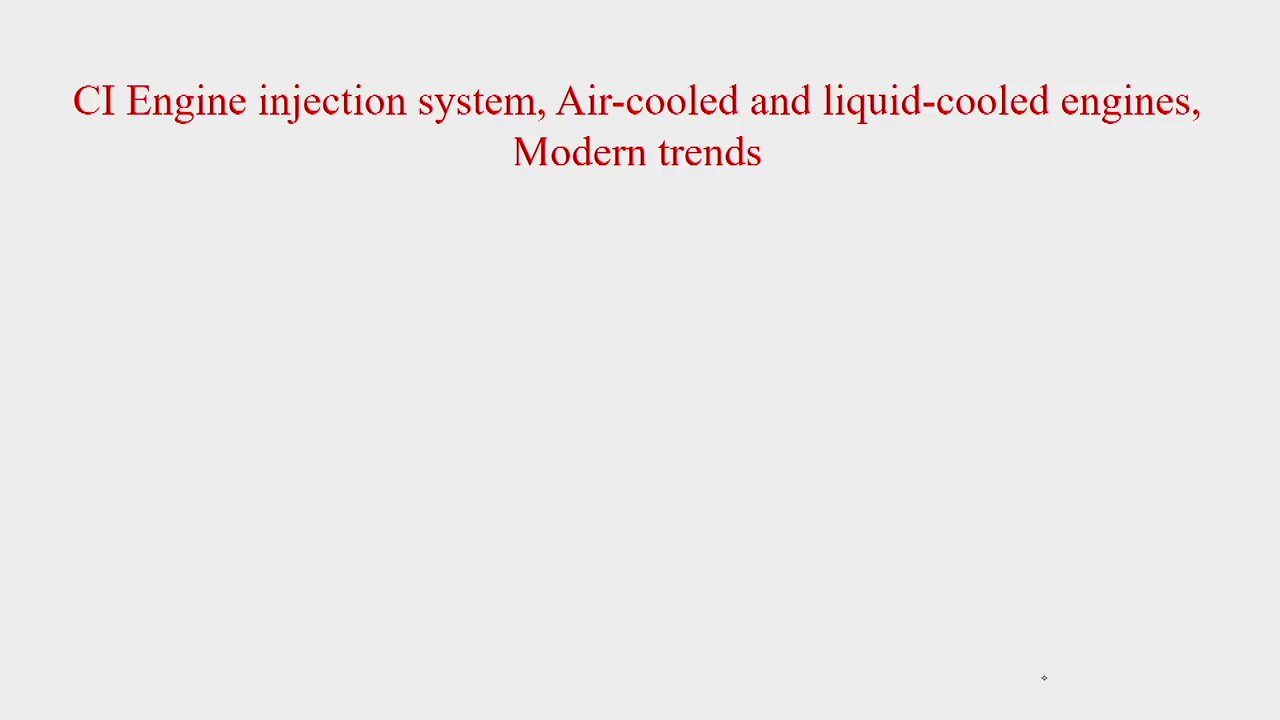 CI Engine injection system, Air-cooled and liquid-cooled engines,
Modern trends